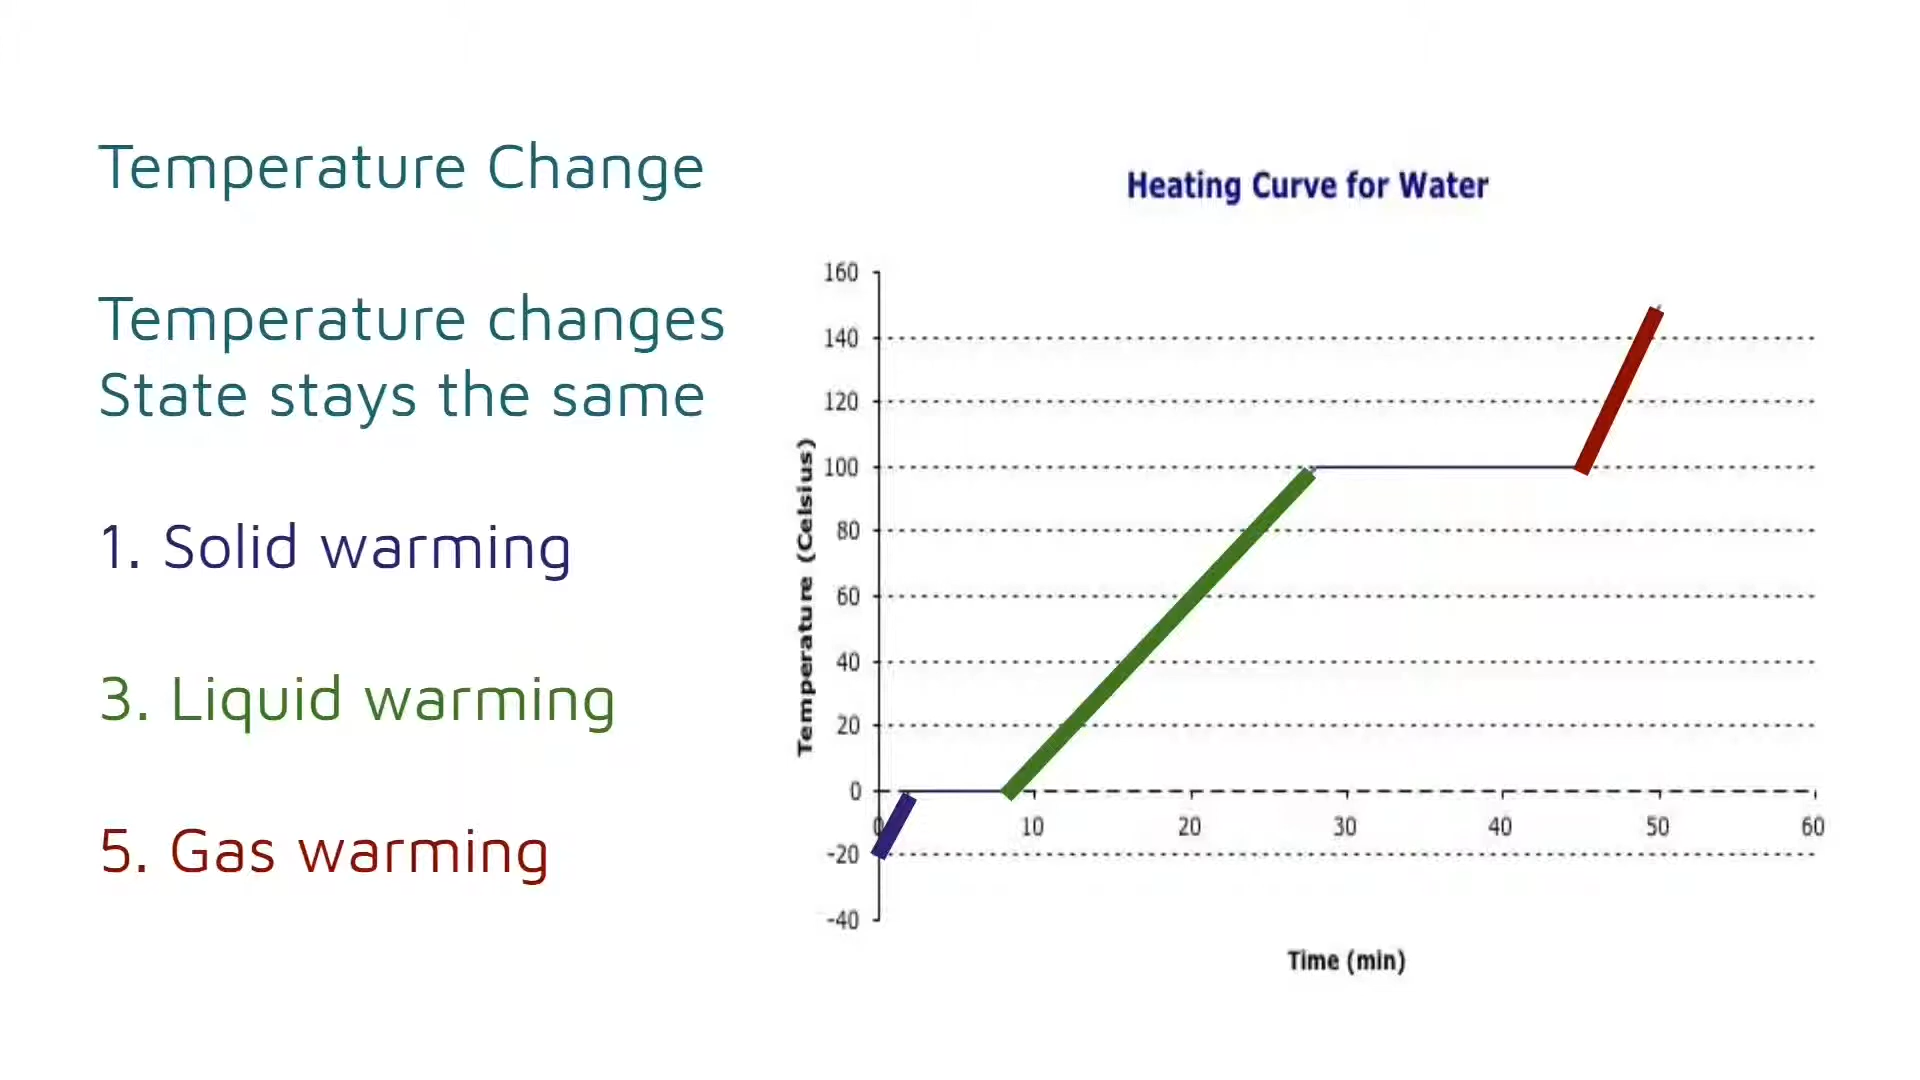 Temperature Change
Temperature changes
State stays the same
1. Solid warming
3. Liquid warming
5. Gas warming
Heating Curve for Water
Temperature (Celsius)
160
140
120
100
80
60
40
20
0
-20
-40
0 10 20 30 40 50 60
Time (min)